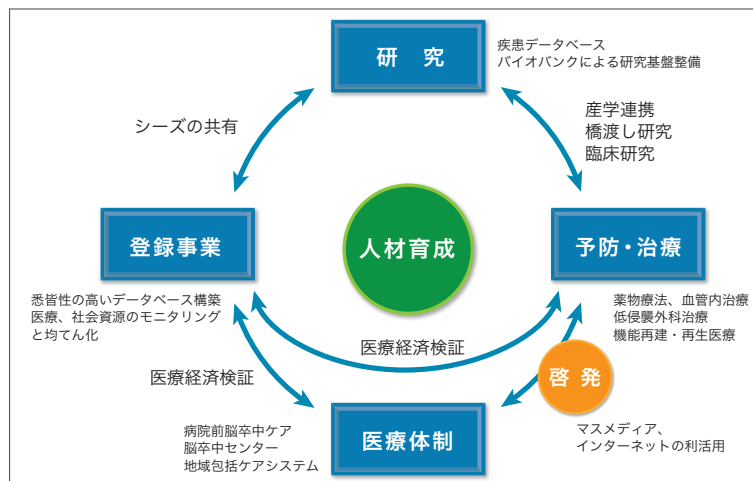 研 究
疾患データベース
バイオバンクによる研究基盤整備
シーズの共有
産学連携
橋渡し研究
臨床研究
登録事業
人材育成
予防・治療
悉皆性の高いデータベース構築
医療、社会資源のモニタリング
と均てん化
薬物療法、血管内治療
低侵襲外科治療
機能再建・再生医療
医療経済検証
医療経済検証
啓 発
病院前脳卒中ケア
脳卒中センター
地域包括ケアシステム
医療体制
マスメディア、
インターネットの利活用